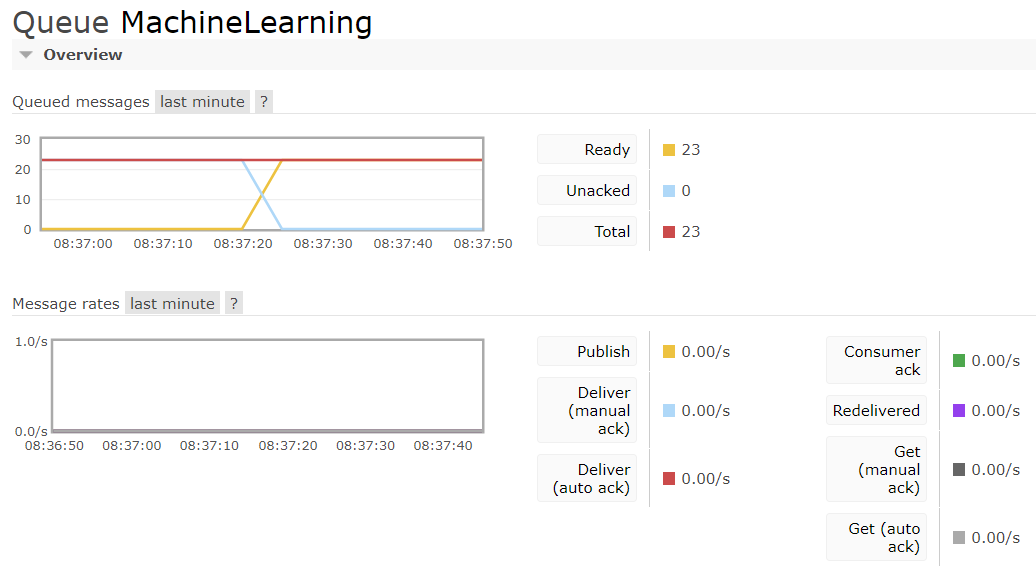 Queue MachineLearning
Overview
Queued messages last minute ?
30
20
10
0
08:37:00 08:37:10 08:37:20 08:37:30 08:37:40 08:37:50
Ready 23
Unacked 0
Total 23
Message rates last minute ?
1.0/s
0.0/s
08:36:50 08:37:00 08:37:10 08:37:20 08:37:30 08:37:40
Publish 0.00/s
Deliver
(manual 0.00/s
ack)
Deliver
(auto ack) 0.00/s
Consumer
ack 0.00/s
Redelivered 0.00/s
Get
(manual 0.00/s
ack)
Get (auto
ack) 0.00/s